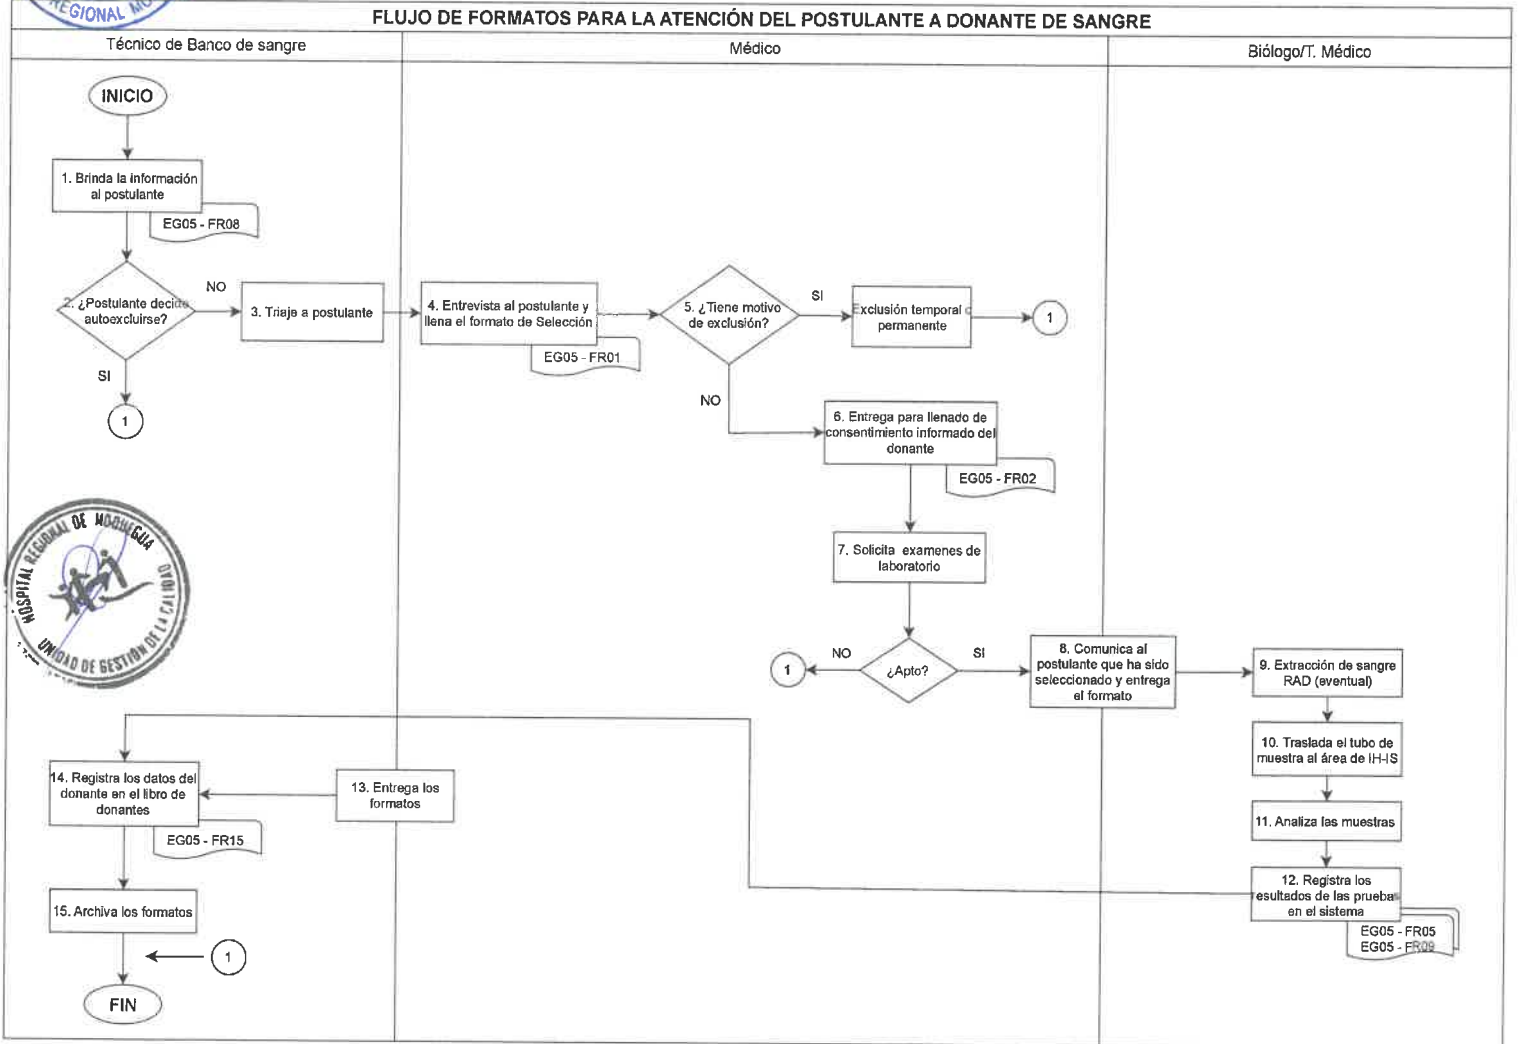 REGIONAL
FLUJO DE FORMATOS PARA LA ATENCIÓN DEL POSTULANTE A DONANTE DE SANGRE
Técnico de Banco de sangre
Médico
Biólogo/T. Médico
INICIO
1. Brinda la información
al postulante
EG05 - FR08
2. ¿Postulante decide
autoexcluirse?
NO
SI
1
3. Triaje a postulante
4. Entrevista al postulante y
llena el formato de Selección
EG05 - FR01
5. ¿Tiene motivo
de exclusión?
SI
NO
Exclusión temporal o
permanente
1
6. Entrega para llenado de
consentimiento informado del
donante
EG05 - FR02
7. Solicita examenes de
laboratorio
¿Apto?
NO
1
SI
8. Comunica al
postulante que ha sido
seleccionado y entrega
el formato
9. Extracción de sangre
RAD (eventual)
10. Traslada el tubo de
muestra al área de IH-IS
11. Analiza las muestras
12. Registra los
resultados de las pruebas
en el sistema
EG05 - FR05
EG05 - FR09
13. Entrega los
formatos
14. Registra los datos del
donante en el libro de
donantes
EG05 - FR15
15. Archiva los formatos
1
FIN
HOSPITAL REGIONAL DE MOQUEGUA
UNIDAD DE GESTIÓN DE LA CALIDAD